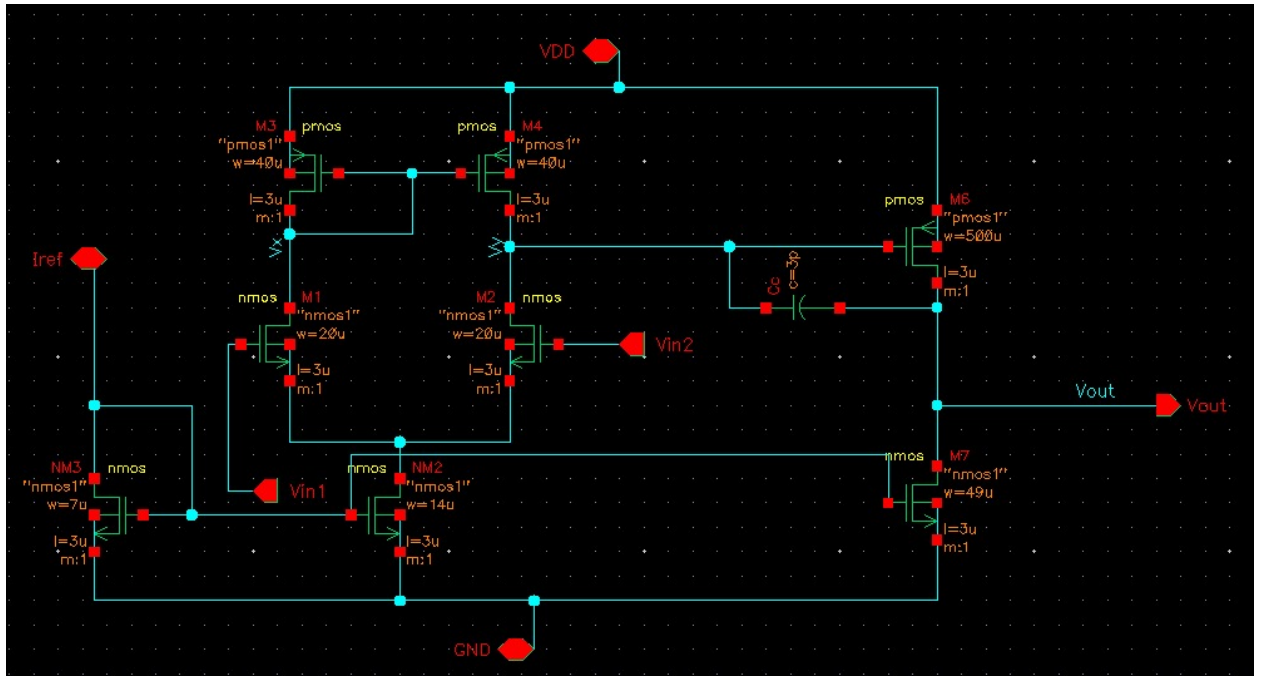 VDD
M3 pmos
"pmos1"
w=40u
l=3u
m:1
pmos M4
"pmos1"
w=40u
l=3u
m:1
pmos M6
"pmos1"
w=500u
l=3u
m:1
Cc
c=3p
Iref
nmos M1
"nmos1"
w=20u
l=3u
m:1
M2 nmos
"nmos1"
w=20u
l=3u
m:1
Vin2
Vout
Vout
NM3 nmos
"nmos1"
w=7u
l=3u
m:1
Vin1
nmos NM2
"nmos1"
w=14u
l=3u
m:1
nmos M7
"nmos1"
w=49u
l=3u
m:1
GND